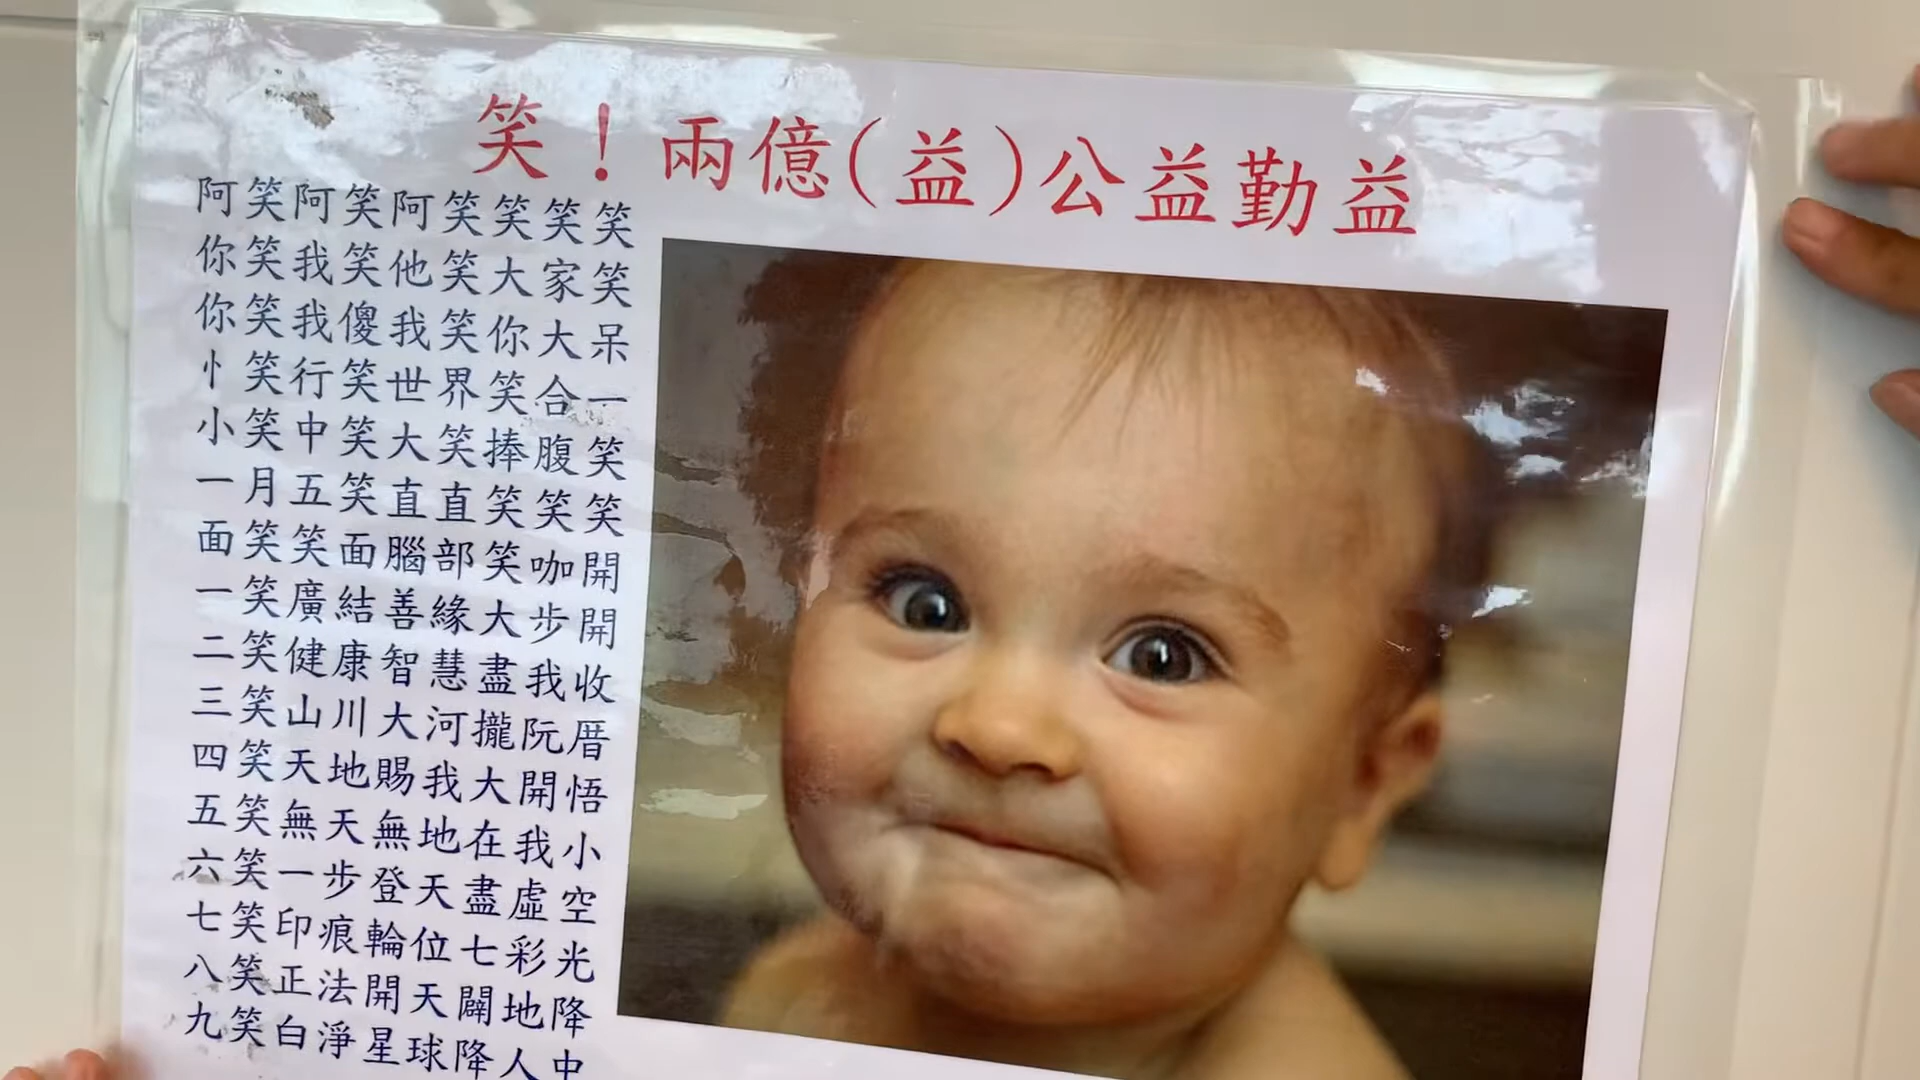 笑！兩億(益)公益勤益
阿笑阿笑阿笑笑笑笑
你笑我笑他笑大家笑
你笑我傻我笑你大呆
忄笑行笑世界笑合一
小笑中笑大笑捧腹笑
一月五笑直直笑笑笑
面笑笑面腦部笑咖開
一笑廣結善緣大步開
二笑健康智慧盡我收
三笑山川大河攏阮厝
四笑天地賜我大開悟
五笑無天無地在我小
六笑一步登天盡虛空
七笑印痕輪位七彩光
八笑正法開天闢地降
九笑白淨星球降人中